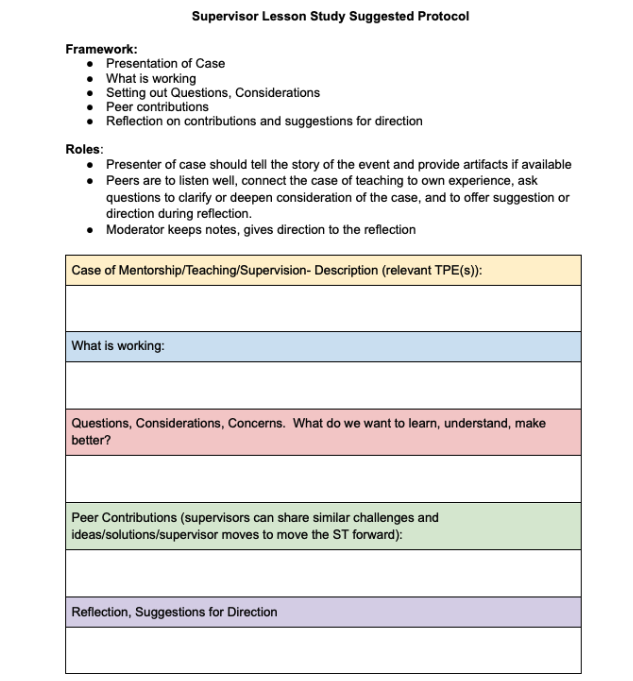 Supervisor Lesson Study Suggested Protocol
Framework:
● Presentation of Case
● What is working
● Setting out Questions, Considerations
● Peer contributions
● Reflection on contributions and suggestions for direction
Roles:
● Presenter of case should tell the story of the event and provide artifacts if available
● Peers are to listen well, connect the case of teaching to own experience, ask
questions to clarify or deepen consideration of the case, and to offer suggestion or
direction during reflection.
● Moderator keeps notes, gives direction to the reflection
Case of Mentorship/Teaching/Supervision- Description (relevant TPE(s)):
What is working:
Questions, Considerations, Concerns.  What do we want to learn, understand, make
better?
Peer Contributions (supervisors can share similar challenges and
ideas/solutions/supervisor moves to move the ST forward):
Reflection, Suggestions for Direction